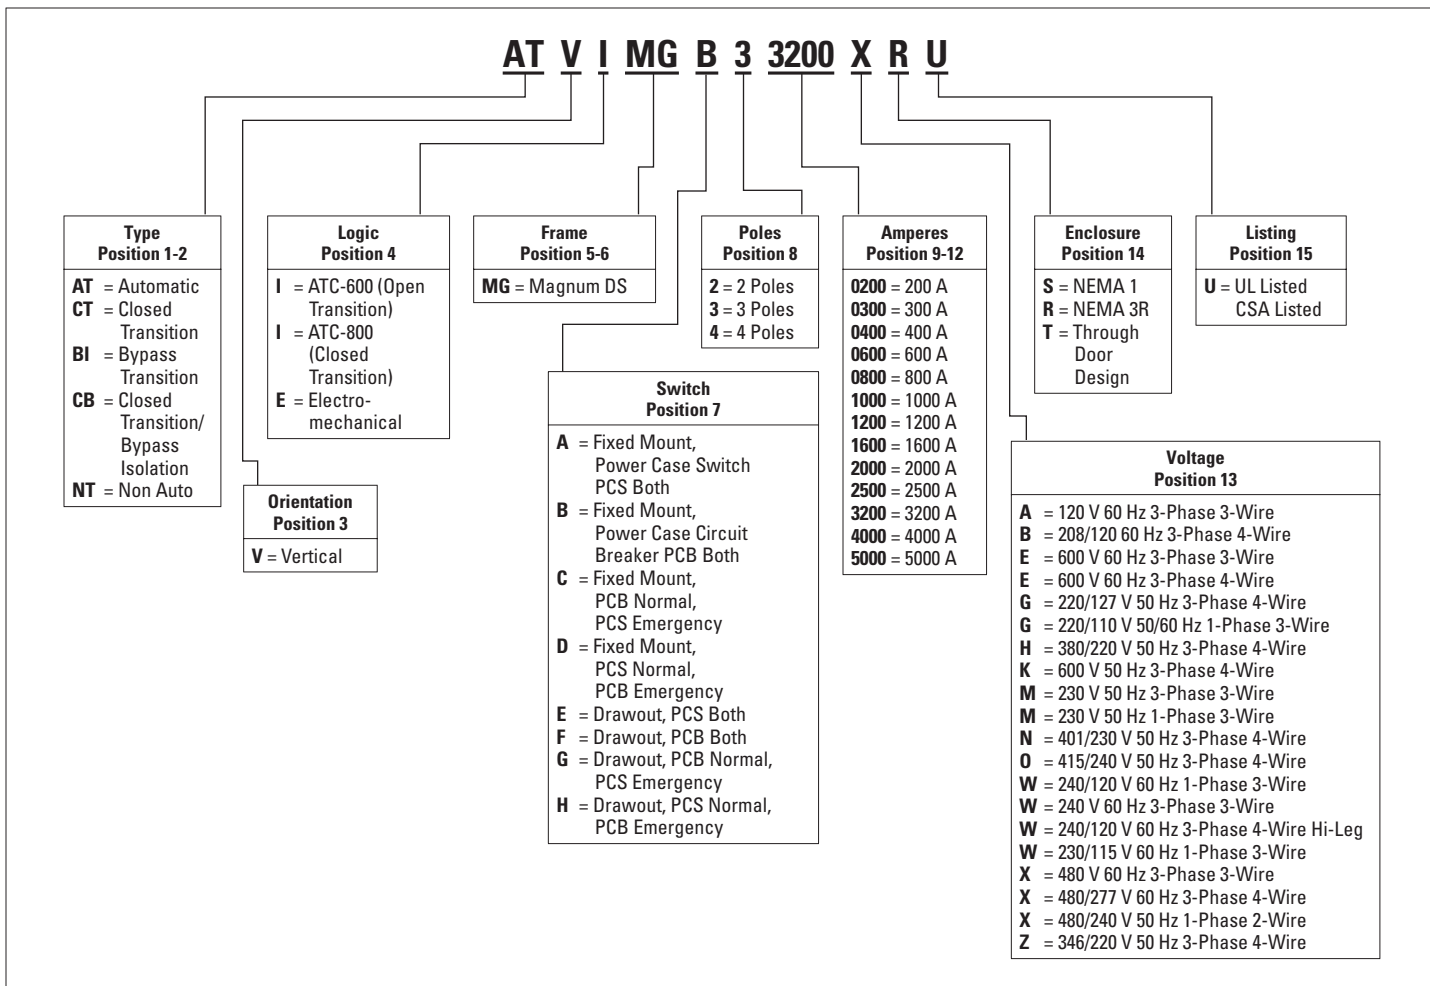 AT V I MG B 3 3200 X R U
Type
Position 1-2
AT = Automatic
CT = Closed
Transition
BI = Bypass
Transition
CB = Closed
Transition/
Bypass
Isolation
NT = Non Auto
Orientation
Position 3
V = Vertical
Logic
Position 4
I = ATC-600 (Open
Transition)
I = ATC-800
(Closed
Transition)
E = Electro-
mechanical
Frame
Position 5-6
MG = Magnum DS
Switch
Position 7
A = Fixed Mount,
Power Case Switch
PCS Both
B = Fixed Mount,
Power Case Circuit
Breaker PCB Both
C = Fixed Mount,
PCB Normal,
PCS Emergency
D = Fixed Mount,
PCS Normal,
PCB Emergency
E = Drawout, PCS Both
F = Drawout, PCB Both
G = Drawout, PCB Normal,
PCS Emergency
H = Drawout, PCS Normal,
PCB Emergency
Poles
Position 8
2 = 2 Poles
3 = 3 Poles
4 = 4 Poles
Amperes
Position 9-12
0200 = 200 A
0300 = 300 A
0400 = 400 A
0600 = 600 A
0800 = 800 A
1000 = 1000 A
1200 = 1200 A
1600 = 1600 A
2000 = 2000 A
2500 = 2500 A
3200 = 3200 A
4000 = 4000 A
5000 = 5000 A
Voltage
Position 13
A = 120 V 60 Hz 3-Phase 3-Wire
B = 208/120 60 Hz 3-Phase 4-Wire
E = 600 V 60 Hz 3-Phase 3-Wire
E = 600 V 60 Hz 3-Phase 4-Wire
G = 220/127 V 50 Hz 3-Phase 4-Wire
G = 220/110 V 50/60 Hz 1-Phase 3-Wire
H = 380/220 V 50 Hz 3-Phase 4-Wire
K = 600 V 50 Hz 3-Phase 4-Wire
M = 230 V 50 Hz 3-Phase 3-Wire
M = 230 V 50 Hz 1-Phase 3-Wire
N = 401/230 V 50 Hz 3-Phase 4-Wire
O = 415/240 V 50 Hz 3-Phase 4-Wire
W = 240/120 V 60 Hz 1-Phase 3-Wire
W = 240 V 60 Hz 3-Phase 3-Wire
W = 240/120 V 60 Hz 3-Phase 4-Wire Hi-Leg
W = 230/115 V 60 Hz 1-Phase 3-Wire
X = 480 V 60 Hz 3-Phase 3-Wire
X = 480/277 V 60 Hz 3-Phase 4-Wire
X = 480/240 V 50 Hz 1-Phase 2-Wire
Z = 346/220 V 50 Hz 3-Phase 4-Wire
Enclosure
Position 14
S = NEMA 1
R = NEMA 3R
T = Through
Door
Design
Listing
Position 15
U = UL Listed
CSA Listed